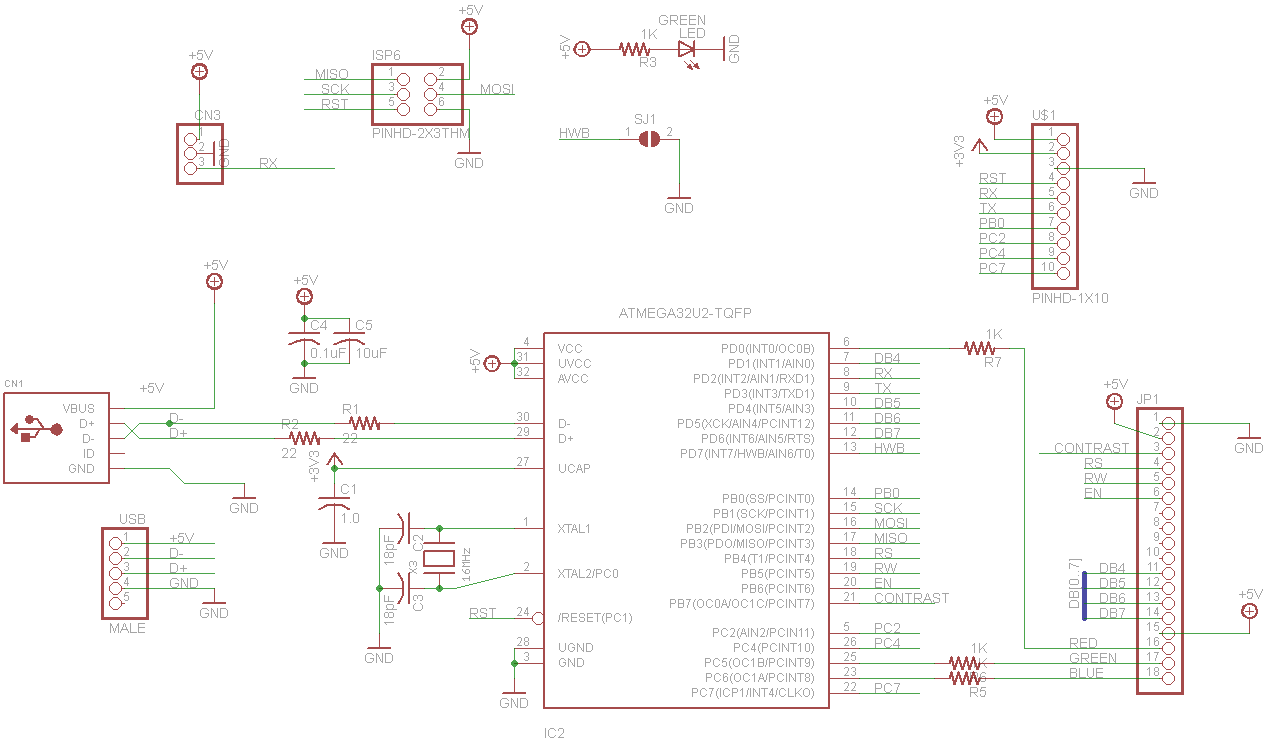 GREEN
LED
+5V
1K
R3
GND
+5V
ISP6
MISO 1 2
SCK 3 4 MOSI
RST 5 6
PINHD-2X3THM
GND
+5V
CN3
1
2 GND
3 RX
SJ1
HWB 1 2
GND
+5V
U$1
+3V3
1
2
3
RST 4
RX 5
TX 6
PB0 7
PC2 8
PC4 9
PC7 10
GND
PINHD-1X10
+5V
+5V
C4 C5
0.1uF 10uF
GND
CN1
+5V
VBUS
D+ D-
D- D+
ID
GND
GND
R1
22
R2
22
+3V3
C1
1.0
GND
USB
1 +5V
2 D-
3 D+
4 GND
5
GND
MALE
18pF C2
X3 16MHz
18pF C3
GND
ATMEGA32U2-TQFP
+5V
4 VCC
31 UVCC
32 AVCC
30 D-
29 D+
27 UCAP
1 XTAL1
2 XTAL2/PC0
RST 24 /RESET(PC1)
28 UGND
3 GND
GND
IC2
PD0(INT0/OC0B) 6
PD1(INT1/AIN0) 7 DB4
PD2(INT2/AIN1/RXD1) 8 RX
PD3(INT3/TXD1) 9 TX
PD4(INT5/AIN3) 10 DB5
PD5(XCK/AIN4/PCINT12) 11 DB6
PD6(INT6/AIN5/RTS) 12 DB7
PD7(INT7/HWB/AIN6/T0) 13 HWB
PB0(SS/PCINT0) 14 PB0
PB1(SCK/PCINT1) 15 SCK
PB2(PDI/MOSI/PCINT2) 16 MOSI
PB3(PDO/MISO/PCINT3) 17 MISO
PB4(T1/PCINT4) 18 RS
PB5(PCINT5) 19 RW
PB6(PCINT6) 20 EN
PB7(OC0A/OC1C/PCINT7) 21 CONTRAST
PC2(AIN2/PCIN11) 5 PC2
PC4(PCINT10) 26 PC4
PC5(OC1B/PCINT9) 25
PC6(OC1A/PCINT8) 23
PC7(ICP1/INT4/CLKO) 22 PC7
1K
R7
1K
R5
+5V
JP1
1
2
CONTRAST 3
RS 4
RW 5
EN 6
7
8
9
10
DB[0..7]
DB4 11
DB5 12
DB6 13
DB7 14
15
RED 16
GREEN 17
BLUE 18
GND
+5V